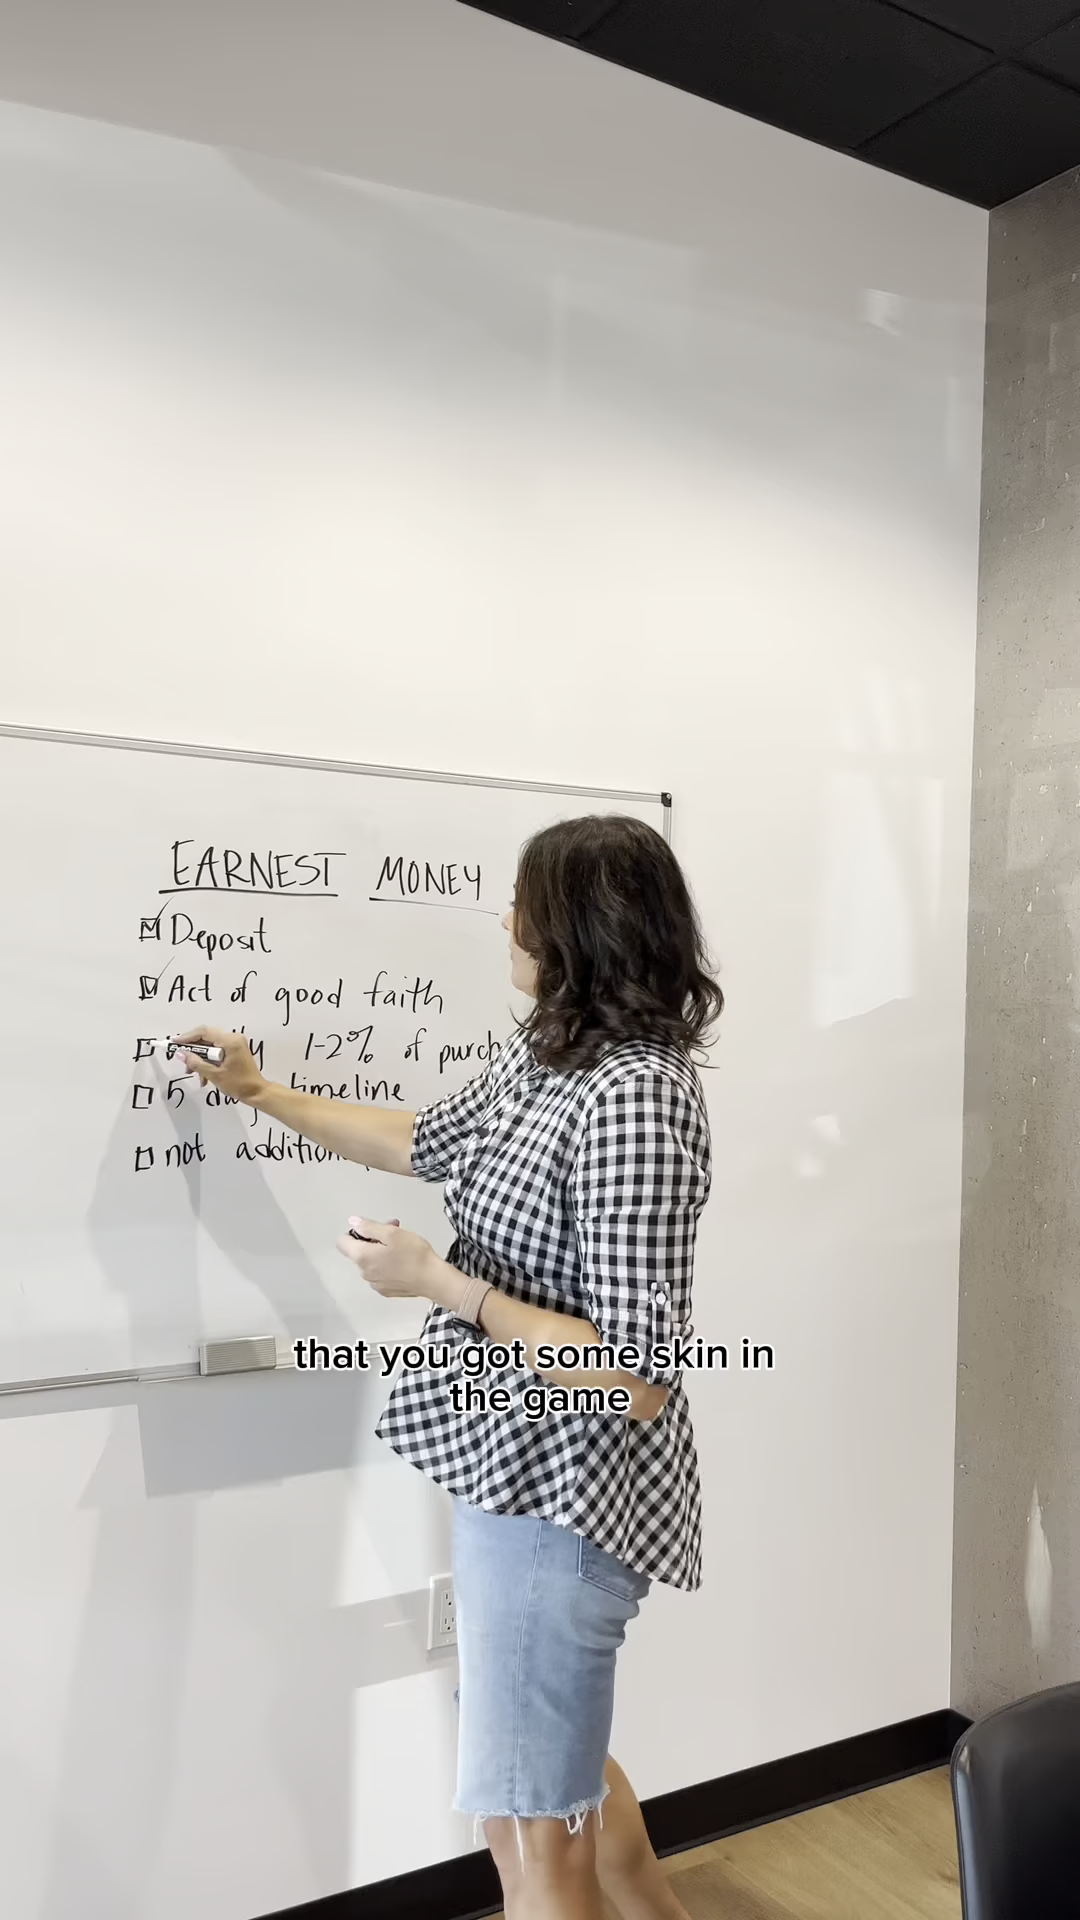 EARNEST MONEY
Deposit
Act of good faith
1-2% of purch
5 day timeline
not addition
that you got some skin in
the game